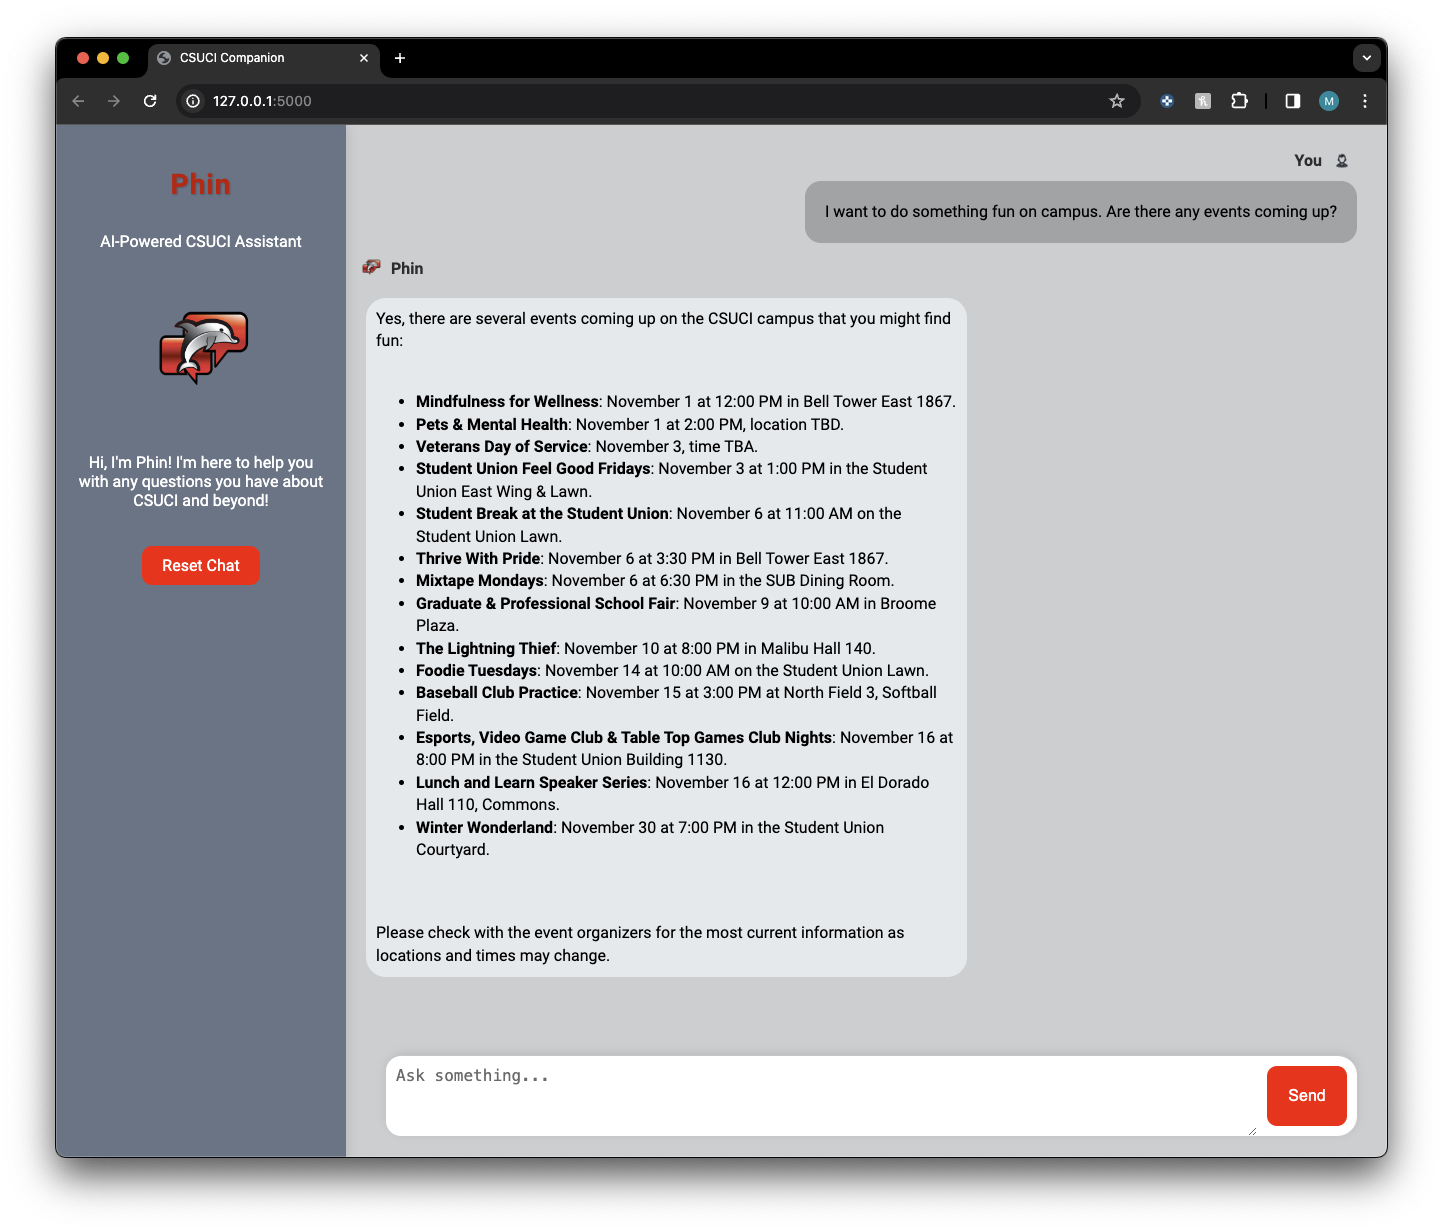 CSUCI Companion
127.0.0.1:5000
M
Phin
AI-Powered CSUCI Assistant
Hi, I'm Phin! I'm here to help you
with any questions you have about
CSUCI and beyond!
Reset Chat
You
I want to do something fun on campus. Are there any events coming up?
Phin
Yes, there are several events coming up on the CSUCI campus that you might find
fun:
• Mindfulness for Wellness: November 1 at 12:00 PM in Bell Tower East 1867.
• Pets & Mental Health: November 1 at 2:00 PM, location TBD.
• Veterans Day of Service: November 3, time TBA.
• Student Union Feel Good Fridays: November 3 at 1:00 PM in the Student
Union East Wing & Lawn.
• Student Break at the Student Union: November 6 at 11:00 AM on the
Student Union Lawn.
• Thrive With Pride: November 6 at 3:30 PM in Bell Tower East 1867.
• Mixtape Mondays: November 6 at 6:30 PM in the SUB Dining Room.
• Graduate & Professional School Fair: November 9 at 10:00 AM in Broome
Plaza.
• The Lightning Thief: November 10 at 8:00 PM in Malibu Hall 140.
• Foodie Tuesdays: November 14 at 10:00 AM on the Student Union Lawn.
• Baseball Club Practice: November 15 at 3:00 PM at North Field 3, Softball
Field.
• Esports, Video Game Club & Table Top Games Club Nights: November 16 at
8:00 PM in the Student Union Building 1130.
• Lunch and Learn Speaker Series: November 16 at 12:00 PM in El Dorado
Hall 110, Commons.
• Winter Wonderland: November 30 at 7:00 PM in the Student Union
Courtyard.
Please check with the event organizers for the most current information as
locations and times may change.
Ask something...
Send